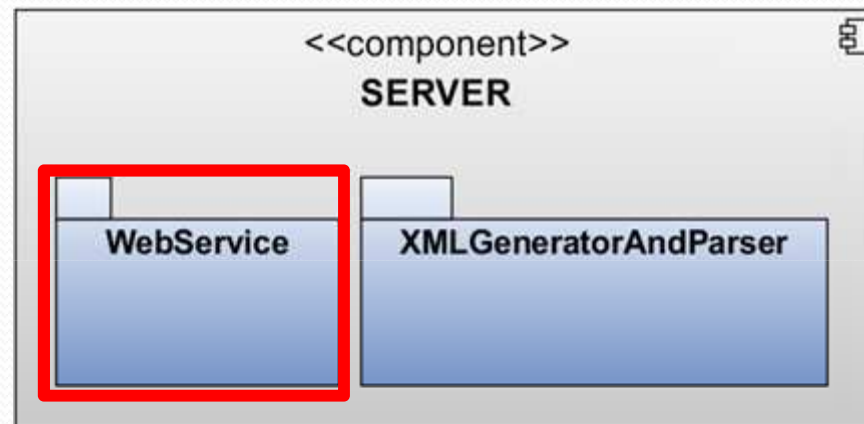 <<component>>
SERVER
WebService
XMLGeneratorAndParser